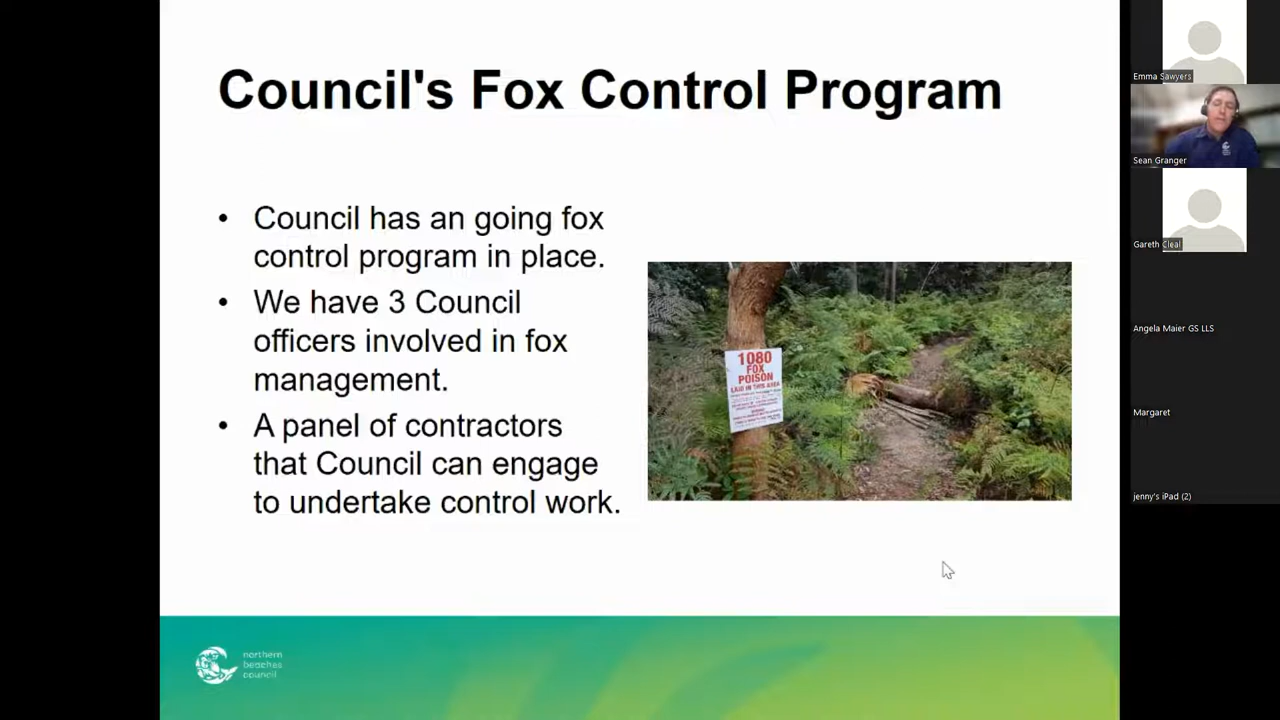 Council's Fox Control Program
• Council has an going fox
control program in place.
• We have 3 Council
officers involved in fox
management.
• A panel of contractors
that Council can engage
to undertake control work.
1080
FOX
POISON
LAID IN THIS AREA
northern
beaches
council
Emma Sawyers
Sean Granger
Gareth Cleal
Angela Maier GS LLS
Margaret
jenny's iPad (2)